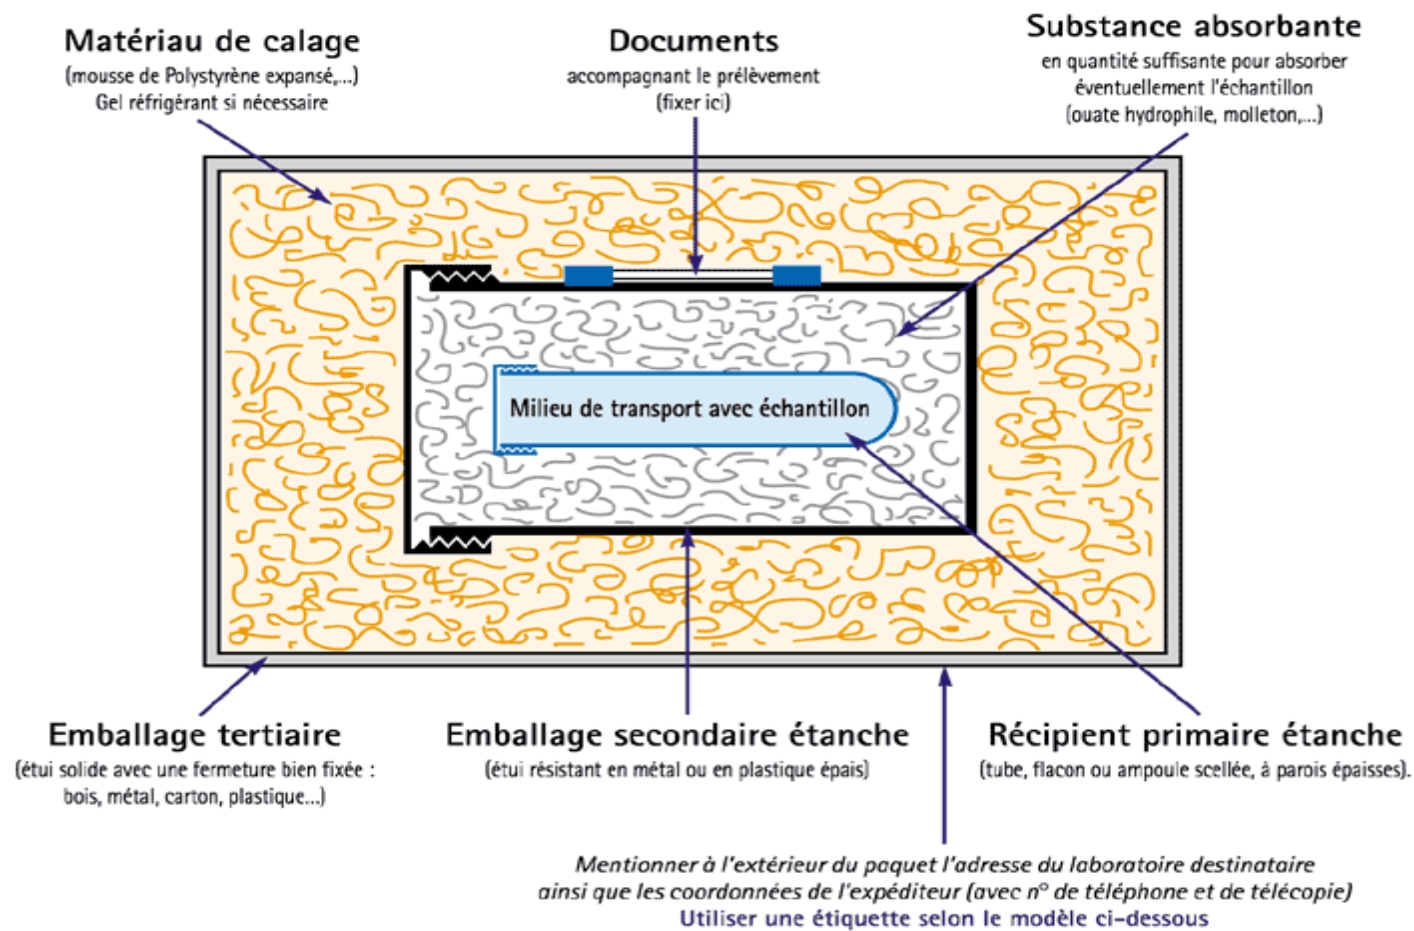 Matériau de calage
(mousse de Polystyrène expansé,...)
Gel réfrigérant si nécessaire
Documents
accompagnant le prélèvement
(fixer ici)
Substance absorbante
en quantité suffisante pour absorber
éventuellement l'échantillon
(ouate hydrophile, molleton,...)
Milieu de transport avec échantillon
Emballage tertiaire
(étui solide avec une fermeture bien fixée :
bois, métal, carton, plastique...)
Emballage secondaire étanche
(étui résistant en métal ou en plastique épais)
Récipient primaire étanche
(tube, flacon ou ampoule scellée, à parois épaisses).
Mentionner à l'extérieur du paquet l'adresse du laboratoire destinataire
ainsi que les coordonnées de l'expéditeur (avec n° de téléphone et de télécopie)
Utiliser une étiquette selon le modèle ci-dessous